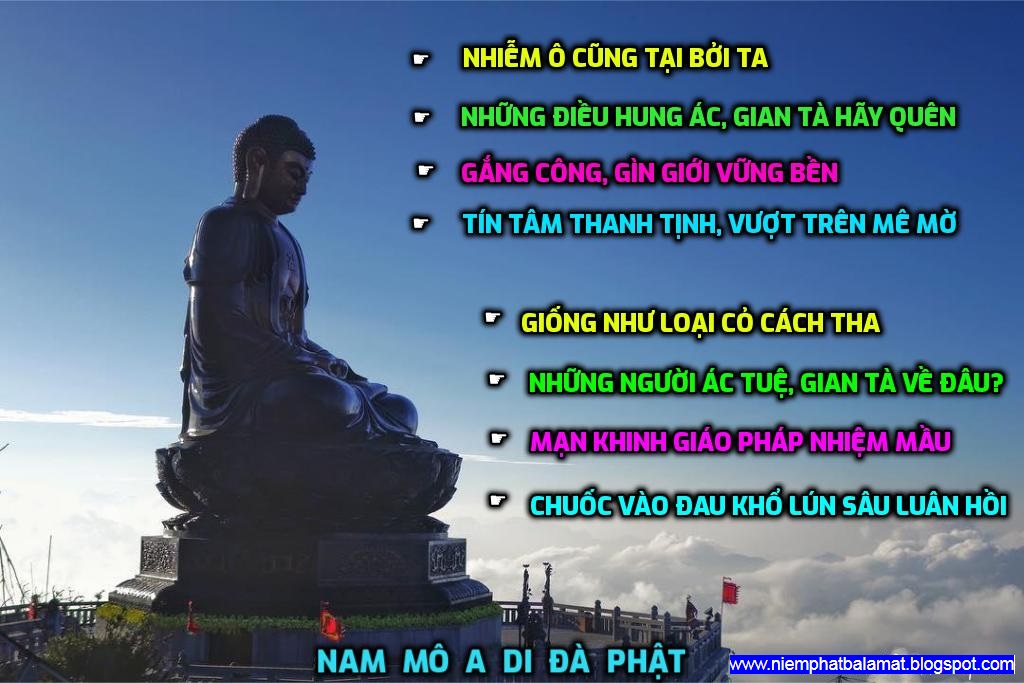 ☛ NHIỄM Ô CŨNG TẠI BỞI TA
☛ NHỮNG ĐIỀU HUNG ÁC, GIAN TÀ HÃY QUÊN
☛ GẮNG CÔNG, GÌN GIỚI VỮNG BỀN
☛ TÍN TÂM THANH TỊNH, VƯỢT TRÊN MÊ MỜ
☛ GIỐNG NHƯ LOẠI CỎ CÁCH THA
☛ NHỮNG NGƯỜI ÁC TUỆ, GIAN TÀ VỀ ĐÂU?
☛ MẠN KHINH GIÁO PHÁP NHIỆM MẦU
☛ CHUỐC VÀO ĐAU KHỔ LÚN SÂU LUÂN HỒI
NAM MÔ A DI ĐÀ PHẬT
www.niemphatbalamat.blogspot.com